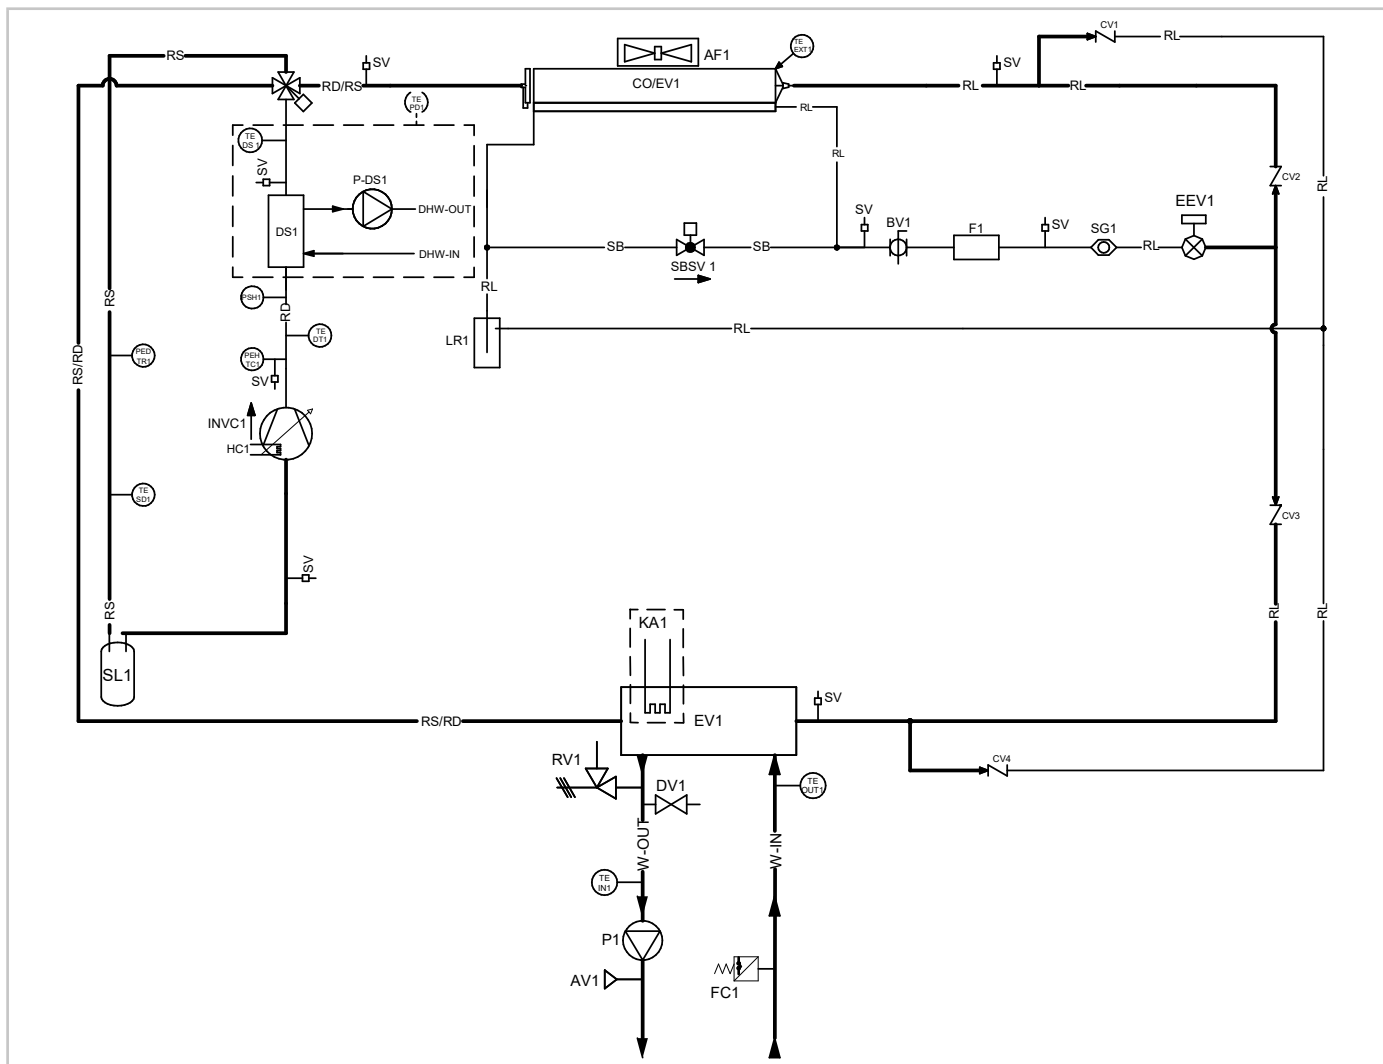 CV1
RS
RL
AF1
TE
EXT1
SV
SV
RD/RS
CO/EV1
RL
RL
TE
PD1
RL
TE
DS 1
RL
SV
P-DS1
CV2
RL
EEV1
DHW-OUT
SV
BV1
F1
SV
SG1
DS1
SB
SB
RL
DHW-IN
SBSV 1
RL
PSH1
RS
RD
RL
LR1
TE
DT1
PED
TR1
PEH
TC1
RS/RD
SV
INVC1
HC1
TE
SD1
CV3
SV
RS
RL
RL
KA1
SL1
SV
RS/RD
EV1
RV1
CV4
DV1
TE
OUT1
W-OUT
W-IN
TE
IN1
P1
AV1
FC1